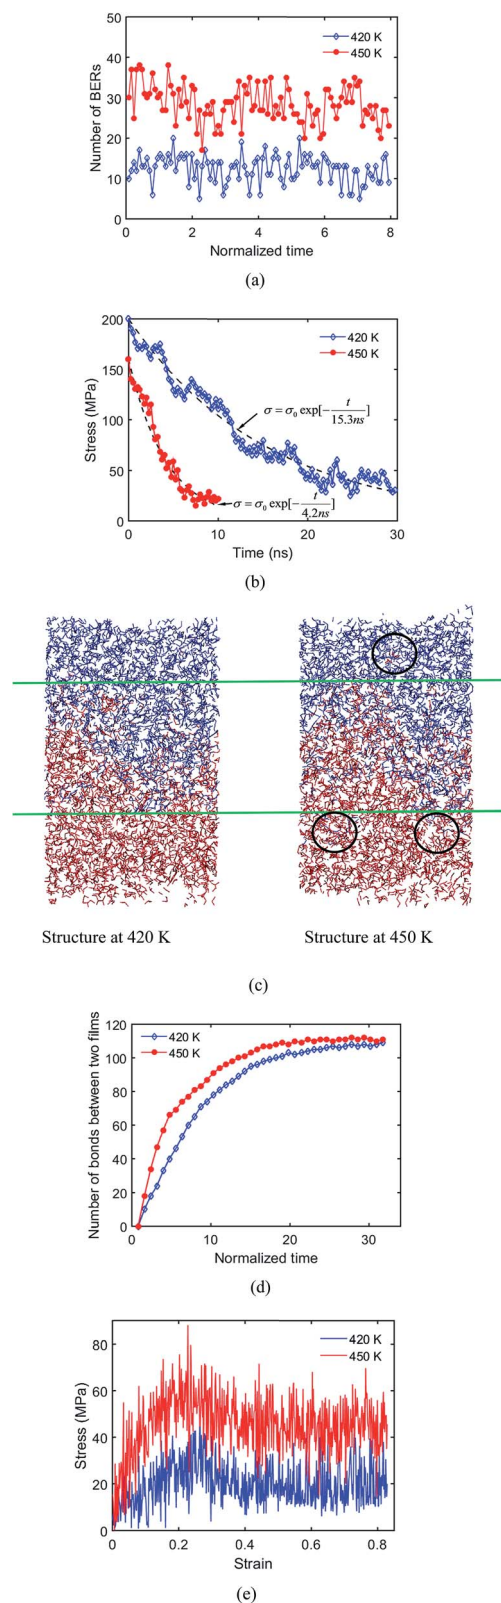 50
40
30
20
10
0
Number of BERs
420 K
450 K
0 2 4 6 8
Normalized time
(a)
200
150
100
50
0
Stress (MPa)
420 K
450 K
σ = σ0 exp[-t/15.3ns]
σ = σ0 exp[-t/4.2ns]
0 10 20 30
Time (ns)
(b)
Structure at 420 K
Structure at 450 K
(c)
120
100
80
60
40
20
0
Number of bonds between two films
420 K
450 K
0 10 20 30
Normalized time
(d)
80
60
40
20
0
Stress (MPa)
420 K
450 K
0 0.2 0.4 0.6 0.8
Strain
(e)